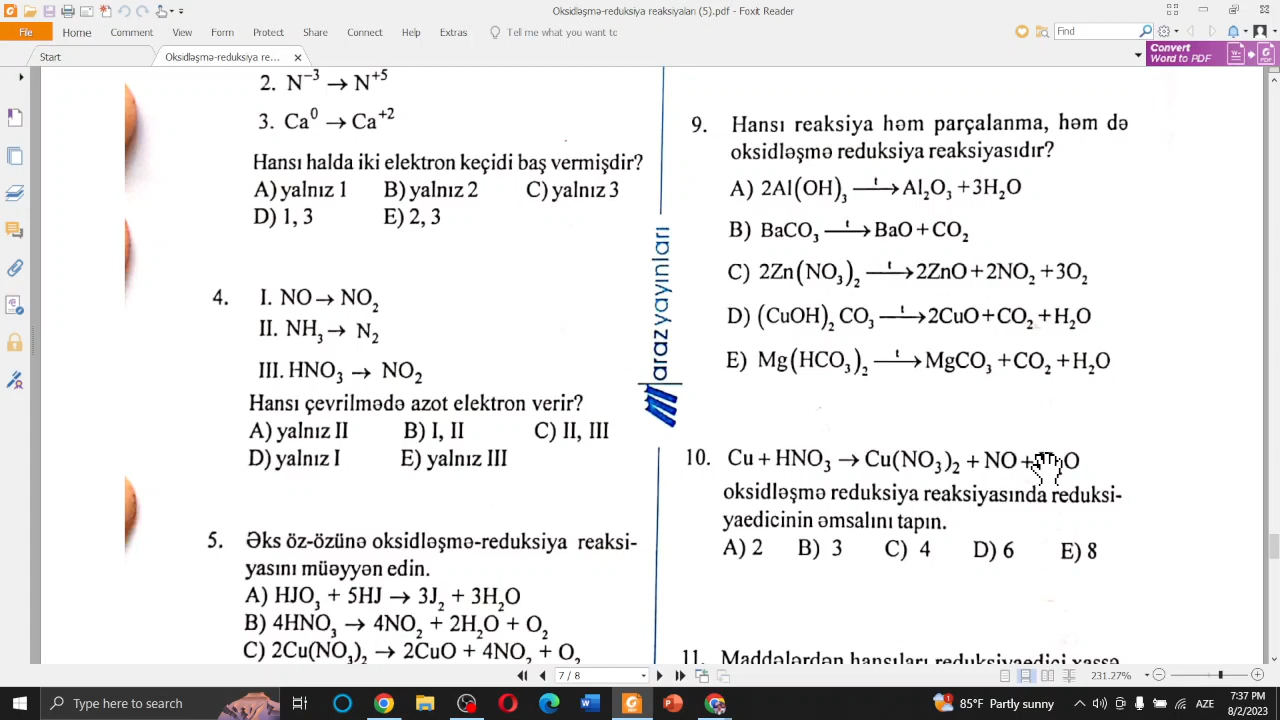 Oksidləşmə-reduksiya reaksiyaları (5).pdf - Foxit Reader
File Home Comment View Form Protect Share Connect Help Extras Tell me what you want to Find
Start Oksidləşmə-reduksiya re...
Convert
Word to PDF
2. N⁻³ → N⁺⁵
3. Ca⁰ → Ca⁺²
Hansı halda iki elektron keçidi baş vermişdir?
A) yalnız 1 B) yalnız 2 C) yalnız 3
D) 1, 3 E) 2, 3
4. I. NO → NO₂
II. NH₃ → N₂
III. HNO₃ → NO₂
Hansı çevrilmədə azot elektron verir?
A) yalnız II B) I, II C) II, III
D) yalnız I E) yalnız III
5. Əks öz-özünə oksidləşmə-reduksiya reaksi-
yasını müəyyən edin.
A) HJO₃ + 5HJ → 3J₂ + 3H₂O
B) 4HNO₃ → 4NO₂ + 2H₂O + O₂
C) 2Cu(NO₃)₂ → 2CuO + 4NO₂ + O₂
araz yayınları
9. Hansı reaksiya həm parçalanma, həm də
oksidləşmə reduksiya reaksiyasıdır?
A) 2Al(OH)₃ —t→ Al₂O₃ + 3H₂O
B) BaCO₃ —t→ BaO + CO₂
C) 2Zn(NO₃)₂ —t→ 2ZnO + 2NO₂ + 3O₂
D) (CuOH)₂ CO₃ —t→ 2CuO + CO₂ + H₂O
E) Mg(HCO₃)₂ —t→ MgCO₃ + CO₂ + H₂O
10. Cu + HNO₃ → Cu(NO₃)₂ + NO + O
oksidləşmə reduksiya reaksiyasında reduksi-
yaedicinin əmsalını tapın.
A) 2 B) 3 C) 4 D) 6 E) 8
11. Maddələrdən hansıları reduksiyaedici xassə
7 / 8 231.27%
Type here to search 85°F Partly sunny AZE 7:37 PM
8/2/2023